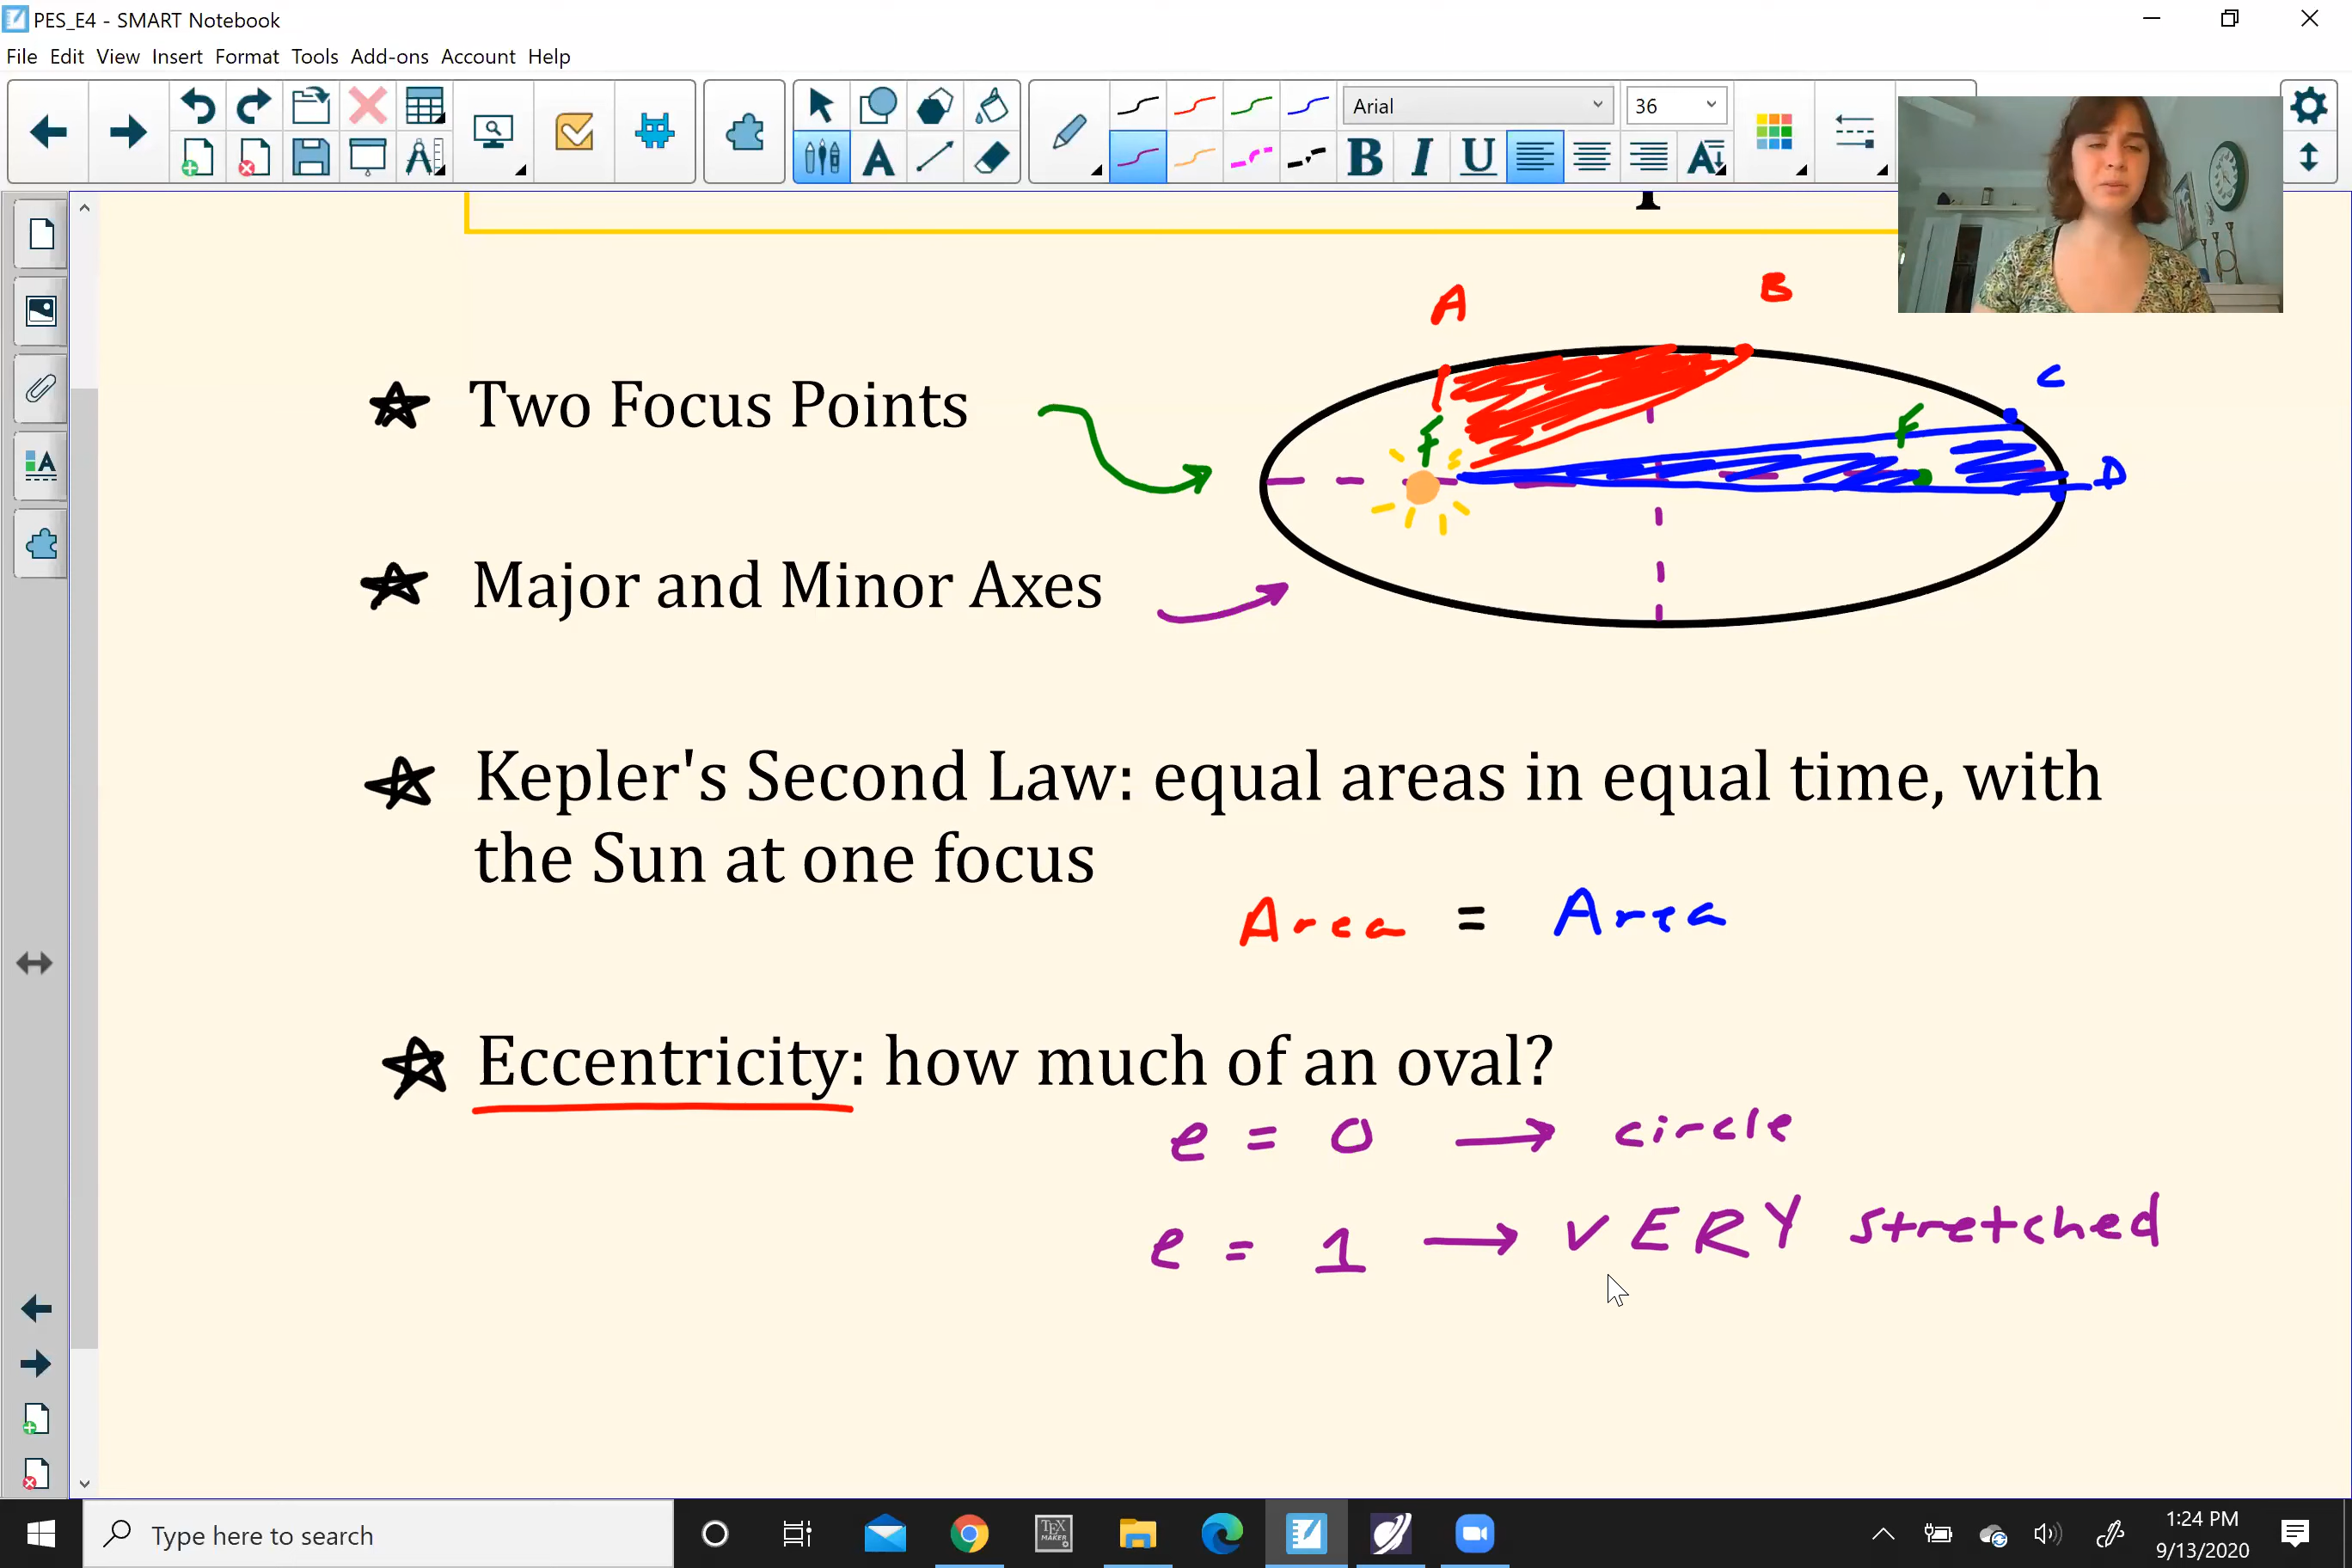 PES_E4 - SMART Notebook
File Edit View Insert Format Tools Add-ons Account Help
Arial
36
A
B I U
A
A
B
C
f
f
s
D
Two Focus Points
Major and Minor Axes
Kepler's Second Law: equal areas in equal time, with
the Sun at one focus
Area = Area
Eccentricity: how much of an oval?
e = 0 → circle
e = 1 → VERY stretched
Type here to search
TEX
MAKER
1:24 PM
9/13/2020